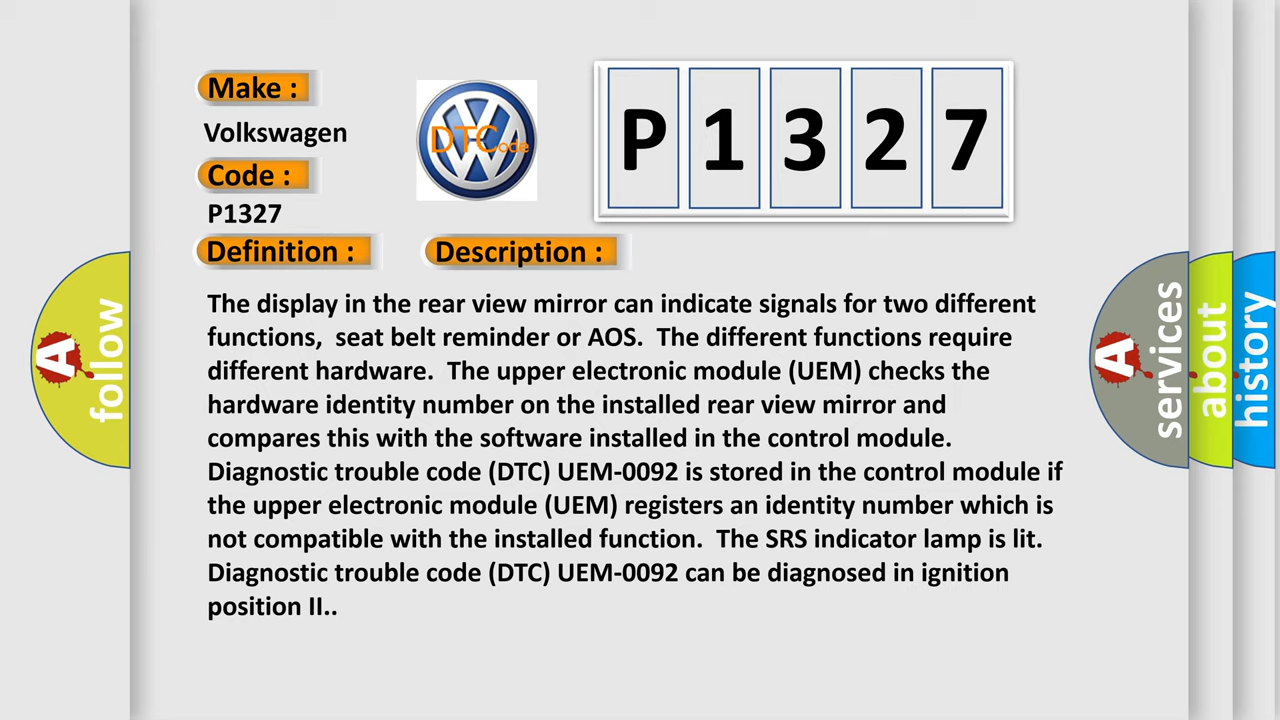 Make :
Volkswagen
Code :
P1327
DTCode
P1327
Definition :
Description :
The display in the rear view mirror can indicate signals for two different
functions,  seat belt reminder or AOS  The different functions require
different hardware.  The upper electronic module (UEM) checks the
hardware identity number on the installed rear view mirror and
compares this with the software installed in the control module.
Diagnostic trouble code (DTC) UEM-0092 is stored in the control module if
the upper electronic module (UEM) registers an identity number which is
not compatible with the installed function.  The SRS indicator lamp is lit.
Diagnostic trouble code (DTC) UEM-0092 can be diagnosed in ignition
position II..
A
follow
A
services
about
history